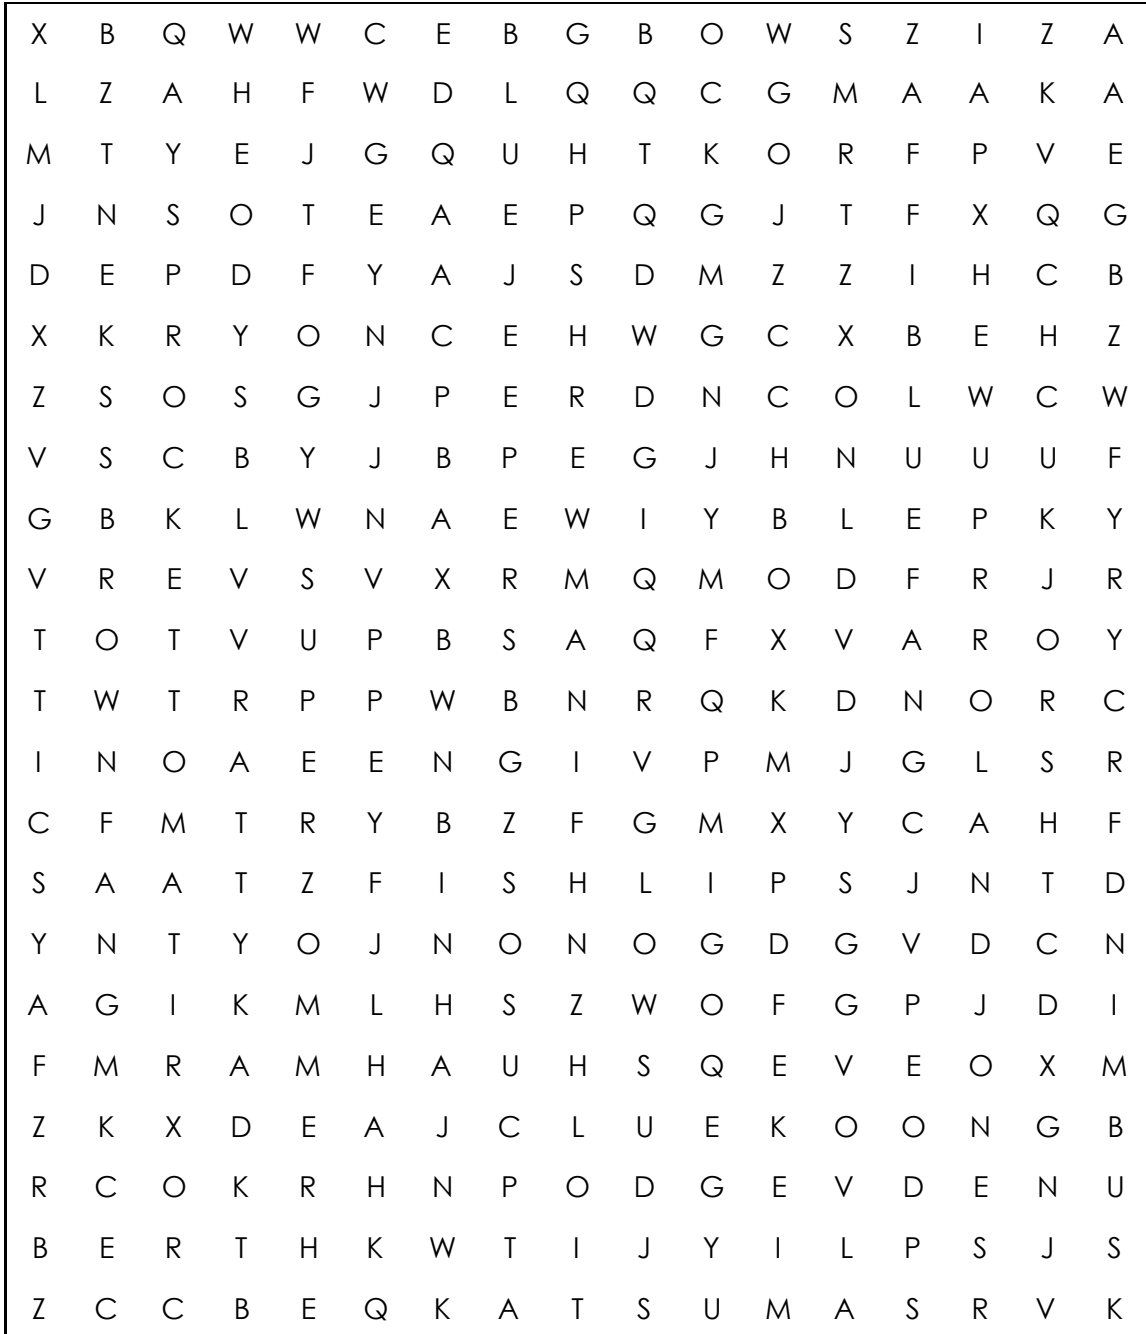 X B Q W W C E B G B O W S Z I Z A
L Z A H F W D L Q Q C G M A A K A
M T Y E J G Q U H T K O R F P V E
J N S O T E A E P Q G J T F X Q G
D E P D F Y A J S D M Z Z I H C B
X K R Y O N C E H W G C X B E H Z
Z S O S G J P E R D N C O L W C W
V S C B Y J B P E G J H N U U U F
G B K L W N A E W I Y B L E P K Y
V R E V S V X R M Q M O D F R J R
T O T V U P B S A Q F X V A R O Y
T W T R P P W B N R Q K D N O R C
I N O A E E N G I V P M J G L S R
C F M T R Y B Z F G M X Y C A H F
S A A T Z F I S H L I P S J N T D
Y N T Y O J N O N O G D G V D C N
A G I K M L H S Z W O F G P J D I
F M R A M H A U H S Q E V E O X M
Z K X D E A J C L U E K O O N G B
R C O K R H N P O D G E V D E N U
B E R T H K W T I J Y I L P S J S
Z C C B E Q K A T S U M A S R V K